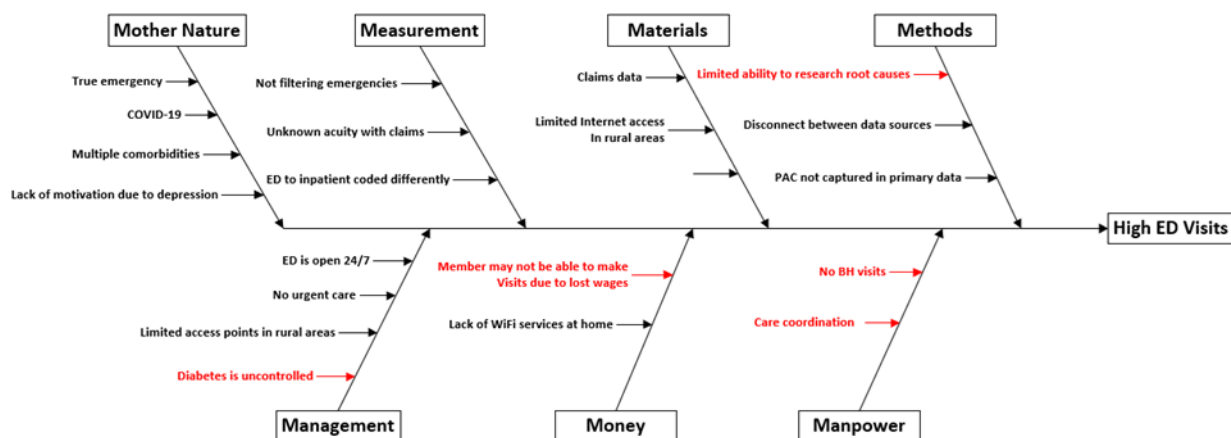 Mother Nature
Measurement
Materials
Methods
True emergency
COVID-19
Multiple comorbidities
Lack of motivation due to depression
Not filtering emergencies
Unknown acuity with claims
ED to inpatient coded differently
Claims data
Limited Internet access
In rural areas
Limited ability to research root causes
Disconnect between data sources
PAC not captured in primary data
High ED Visits
ED is open 24/7
No urgent care
Limited access points in rural areas
Diabetes is uncontrolled
Member may not be able to make
Visits due to lost wages
Lack of WiFi services at home
No BH visits
Care coordination
Management
Money
Manpower